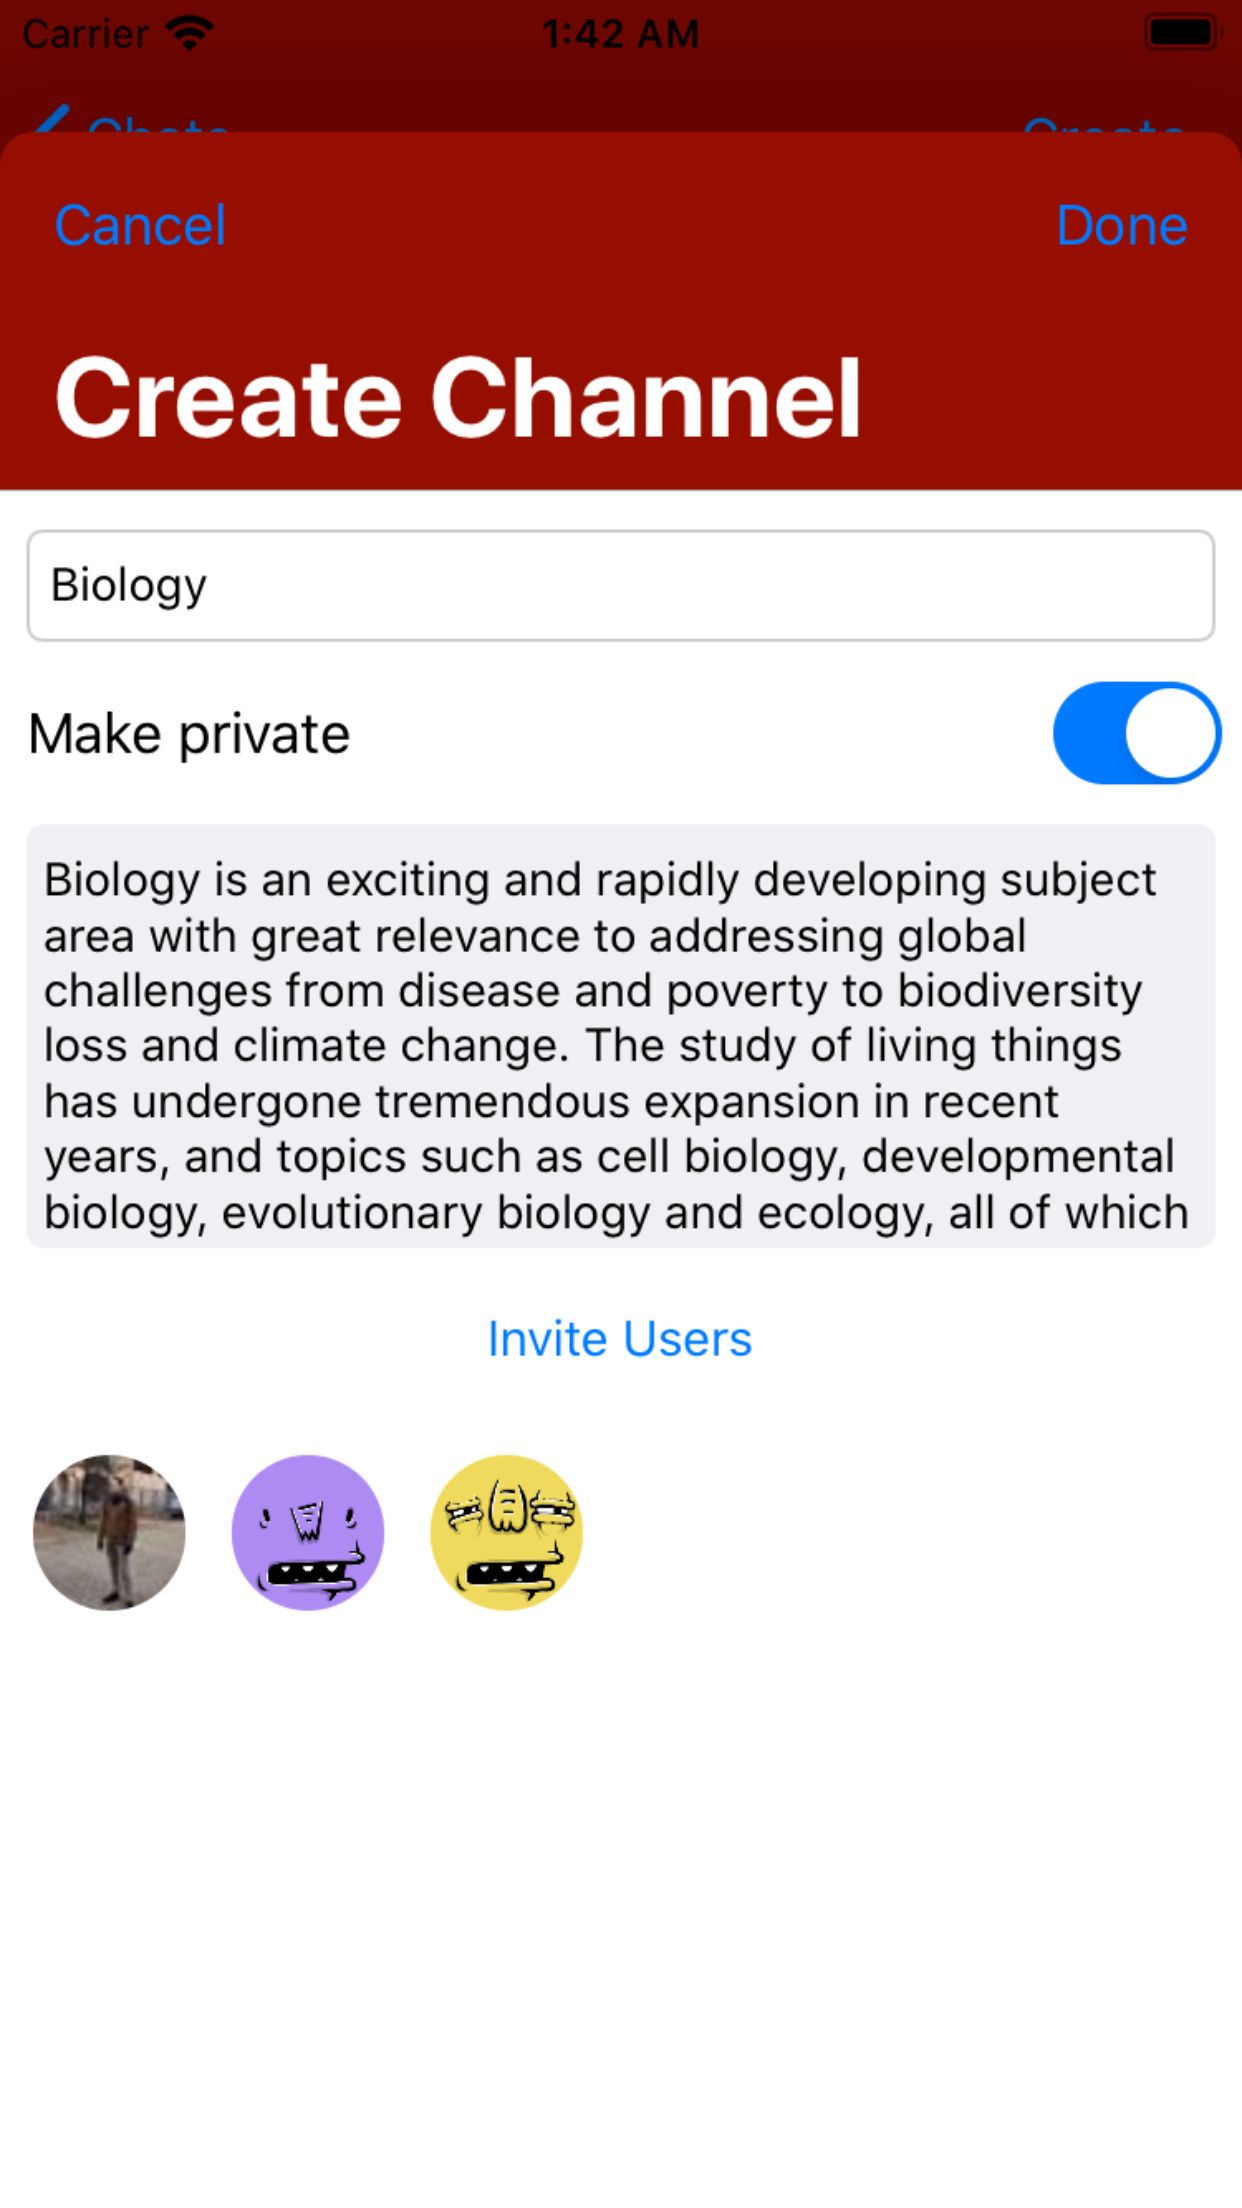 Carrier 1:42 AM
Chats Create
Cancel Done
Create Channel
Biology
Make private
Biology is an exciting and rapidly developing subject
area with great relevance to addressing global
challenges from disease and poverty to biodiversity
loss and climate change. The study of living things
has undergone tremendous expansion in recent
years, and topics such as cell biology, developmental
biology, evolutionary biology and ecology, all of which
Invite Users